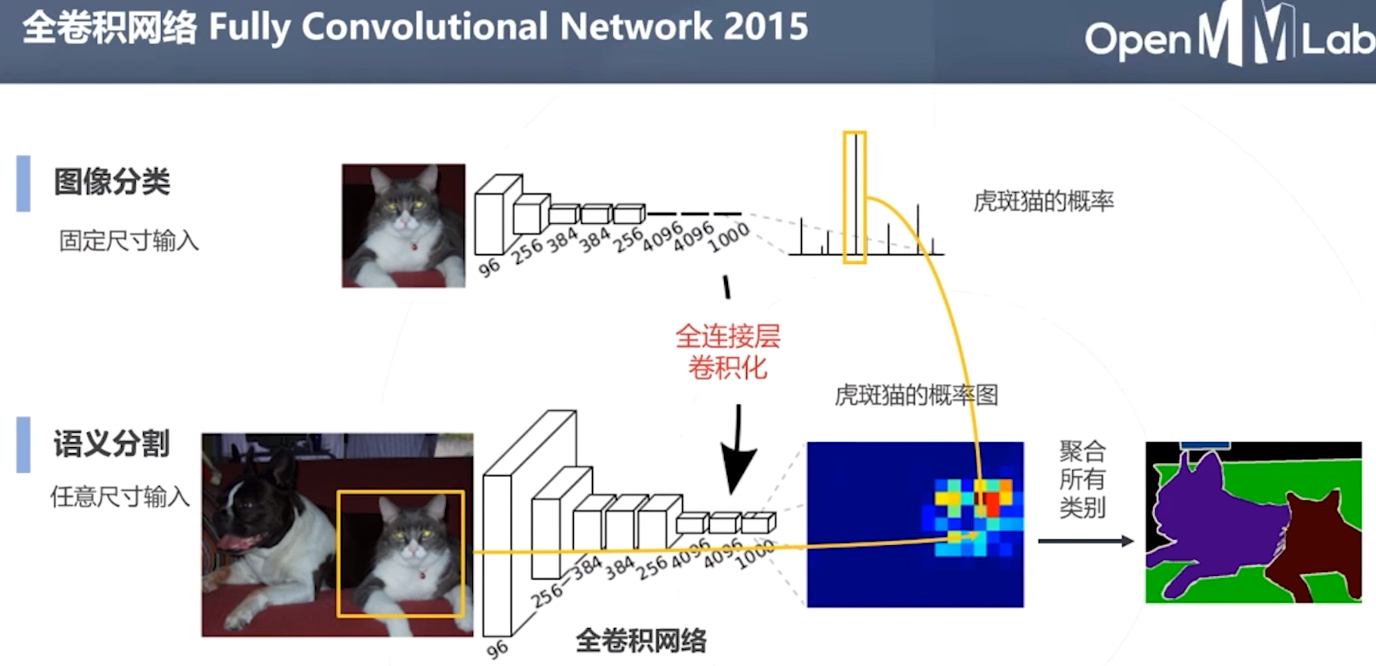 全卷积网络 Fully Convolutional Network 2015
OpenMMLab
图像分类
固定尺寸输入
96
256
384
384
256
4096
4096
1000
虎斑猫的概率
全连接层
卷积化
虎斑猫的概率图
语义分割
任意尺寸输入
96
256
384
384
256
4096
4096
1000
全卷积网络
聚合
所有
类别